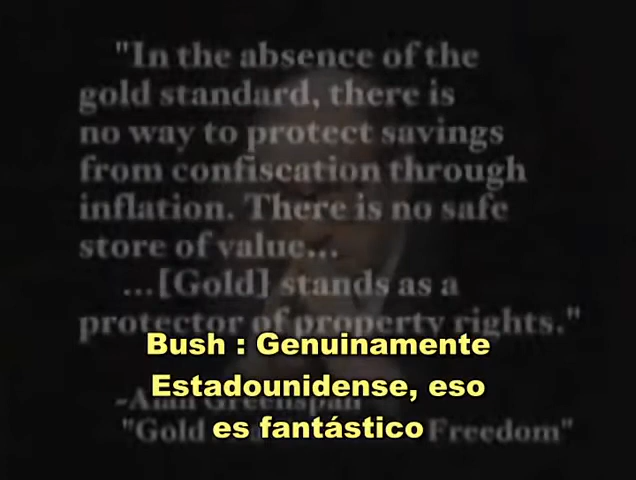 "In the absence of the
gold standard, there is
no way to protect savings
from confiscation through
inflation. There is no safe
store of value...
...[Gold] stands as a
protector of property rights."
Bush : Genuinamente
Estadounidense, eso
es fantástico
-Alan Greenspan
"Gold Freedom"